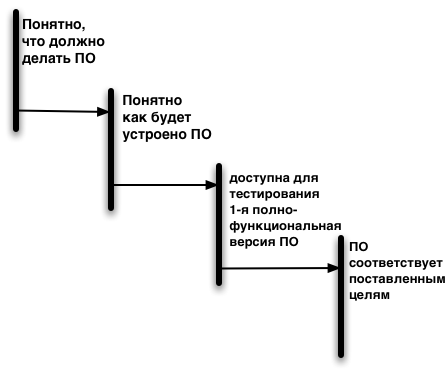 Понятно,
что должно
делать ПО
Понятно
как будет
устроено ПО
доступна для
тестирования
1-я полно-
функциональная
версия ПО
ПО
соответствует
поставленным
целям